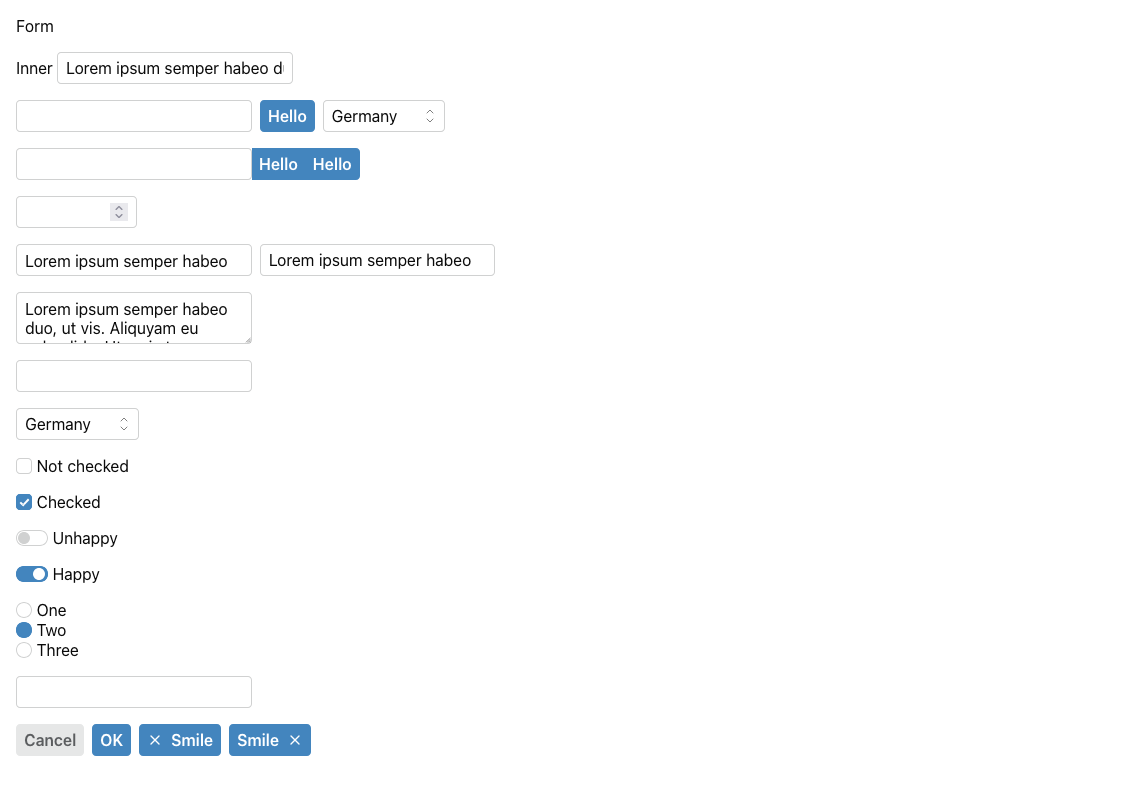 Form
Inner Lorem ipsum semper habeo d
Hello Germany
Hello Hello
Lorem ipsum semper habeo Lorem ipsum semper habeo
Lorem ipsum semper habeo
duo, ut vis. Aliquyam eu
Germany
Not checked
Checked
Unhappy
Happy
One
Two
Three
Cancel OK × Smile Smile ×